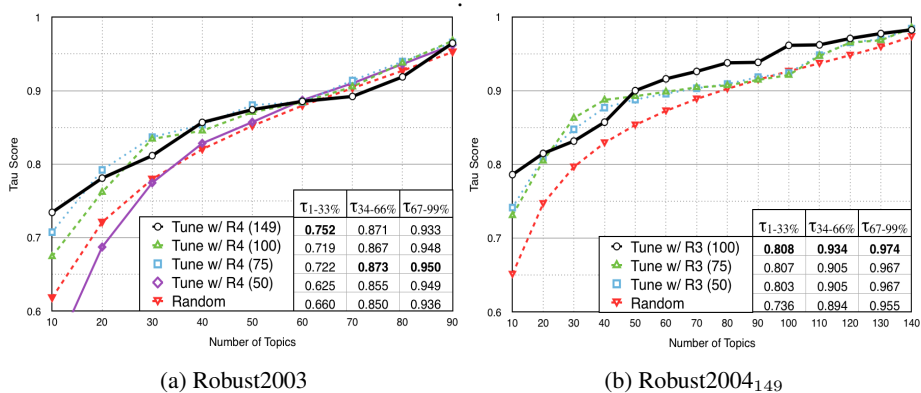 1
0.9
0.8
0.7
0.6
Tau Score
10 20 30 40 50 60 70 80 90
Number of Topics
τ1-33% τ34-66% τ67-99%
Tune w/ R4 (149) 0.752 0.871 0.933
Tune w/ R4 (100) 0.719 0.867 0.948
Tune w/ R4 (75) 0.722 0.873 0.950
Tune w/ R4 (50) 0.625 0.855 0.949
Random 0.660 0.850 0.936
(a) Robust2003
1
0.9
0.8
0.7
0.6
Tau Score
10 20 30 40 50 60 70 80 90 100 110 120 130 140
Number of Topics
τ1-33% τ34-66% τ67-99%
Tune w/ R3 (100) 0.808 0.934 0.974
Tune w/ R3 (75) 0.807 0.905 0.967
Tune w/ R3 (50) 0.803 0.905 0.967
Random 0.736 0.894 0.955
(b) Robust2004149